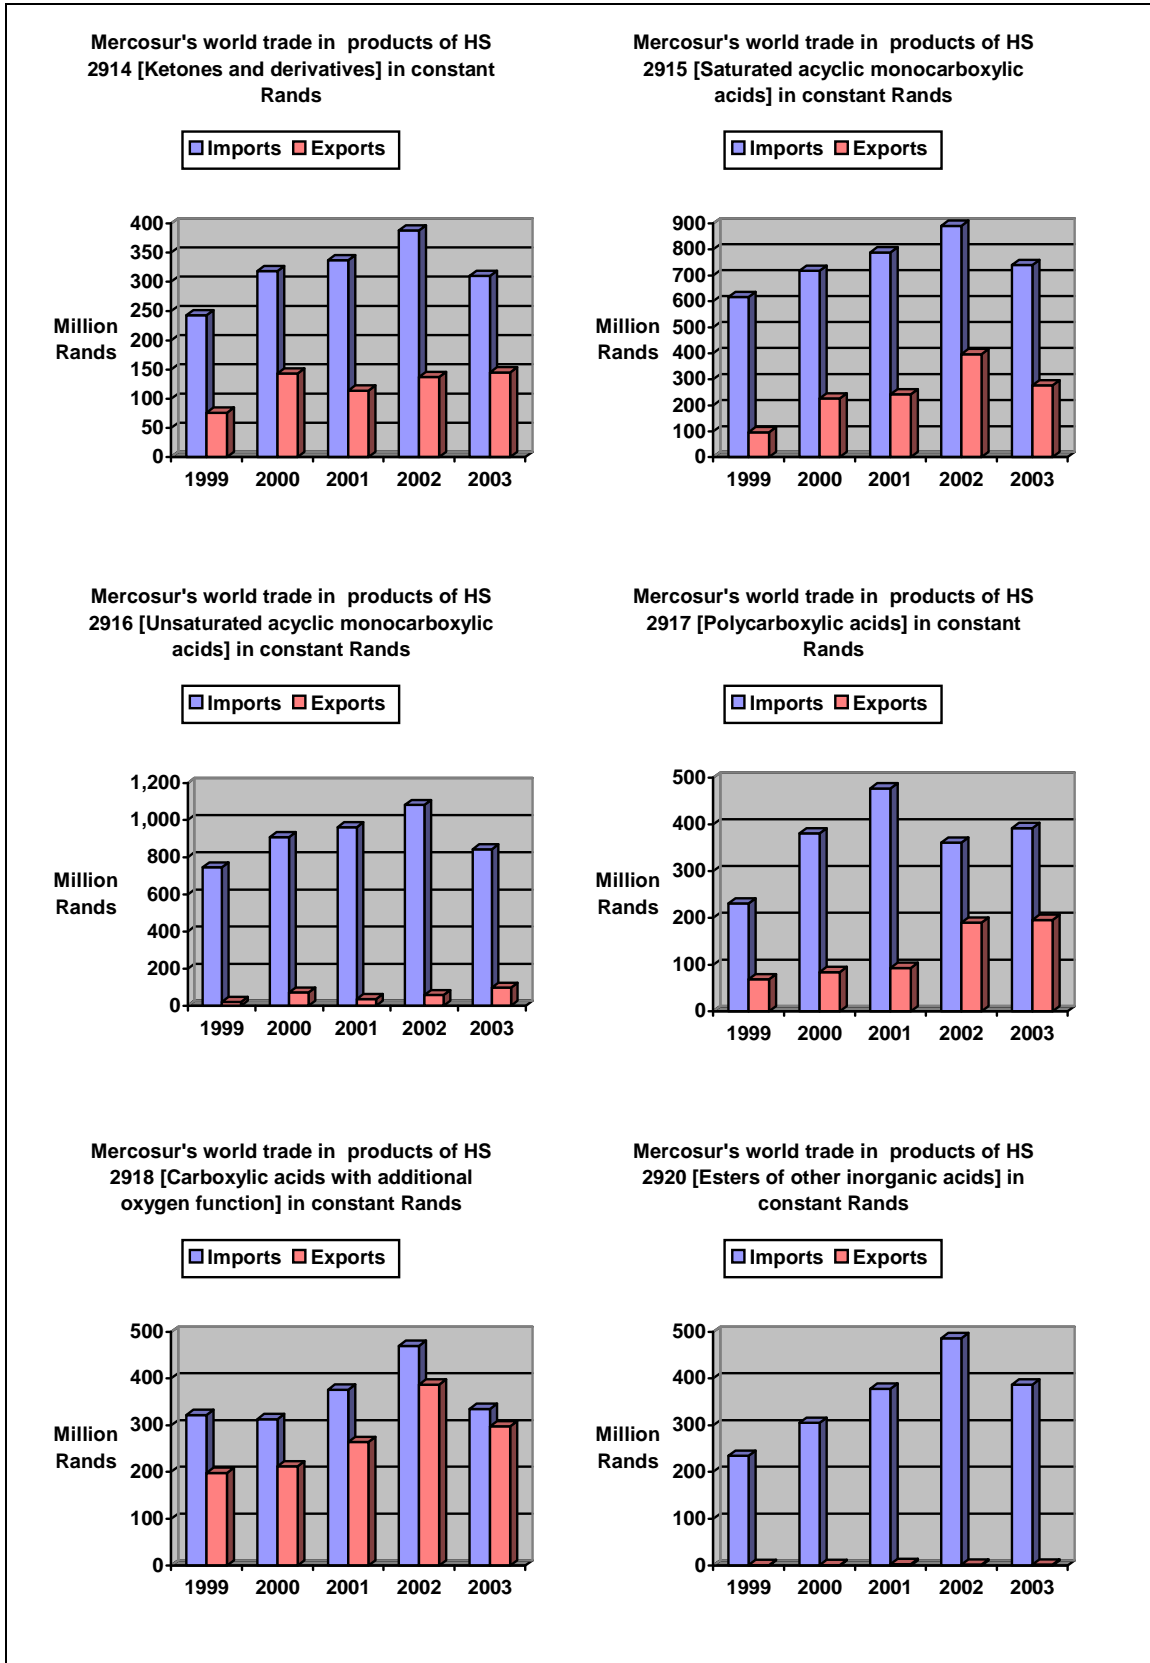 Mercosur's world trade in products of HS
2914 [Ketones and derivatives] in constant
Rands
Imports Exports
400
350
300
250
200
150
100
50
0
Million
Rands
1999 2000 2001 2002 2003
Mercosur's world trade in products of HS
2915 [Saturated acyclic monocarboxylic
acids] in constant Rands
Imports Exports
900
800
700
600
500
400
300
200
100
0
Million
Rands
1999 2000 2001 2002 2003
Mercosur's world trade in products of HS
2916 [Unsaturated acyclic monocarboxylic
acids] in constant Rands
Imports Exports
1,200
1,000
800
600
400
200
0
Million
Rands
1999 2000 2001 2002 2003
Mercosur's world trade in products of HS
2917 [Polycarboxylic acids] in constant
Rands
Imports Exports
500
400
300
200
100
0
Million
Rands
1999 2000 2001 2002 2003
Mercosur's world trade in products of HS
2918 [Carboxylic acids with additional
oxygen function] in constant Rands
Imports Exports
500
400
300
200
100
0
Million
Rands
1999 2000 2001 2002 2003
Mercosur's world trade in products of HS
2920 [Esters of other inorganic acids] in
constant Rands
Imports Exports
500
400
300
200
100
0
Million
Rands
1999 2000 2001 2002 2003